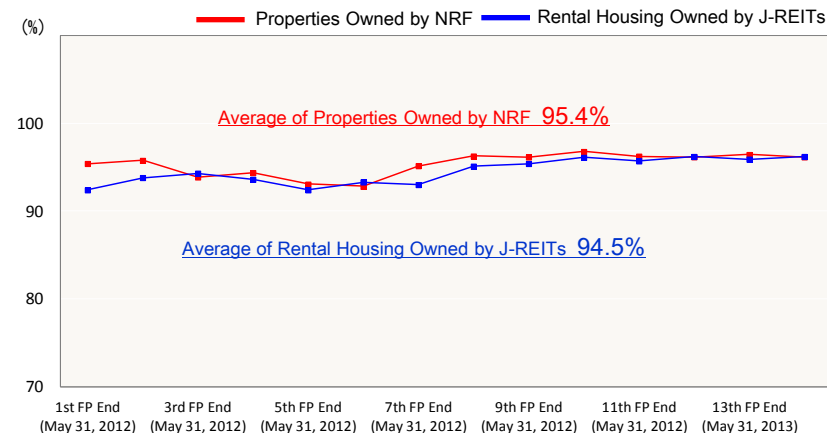 (%)
Properties Owned by NRF
Rental Housing Owned by J-REITs
Average of Properties Owned by NRF 95.4%
Average of Rental Housing Owned by J-REITs 94.5%
100
90
80
70
1st FP End 3rd FP End 5th FP End 7th FP End 9th FP End 11th FP End 13th FP End
(May 31, 2012) (May 31, 2012) (May 31, 2012) (May 31, 2012) (May 31, 2012) (May 31, 2012) (May 31, 2013)